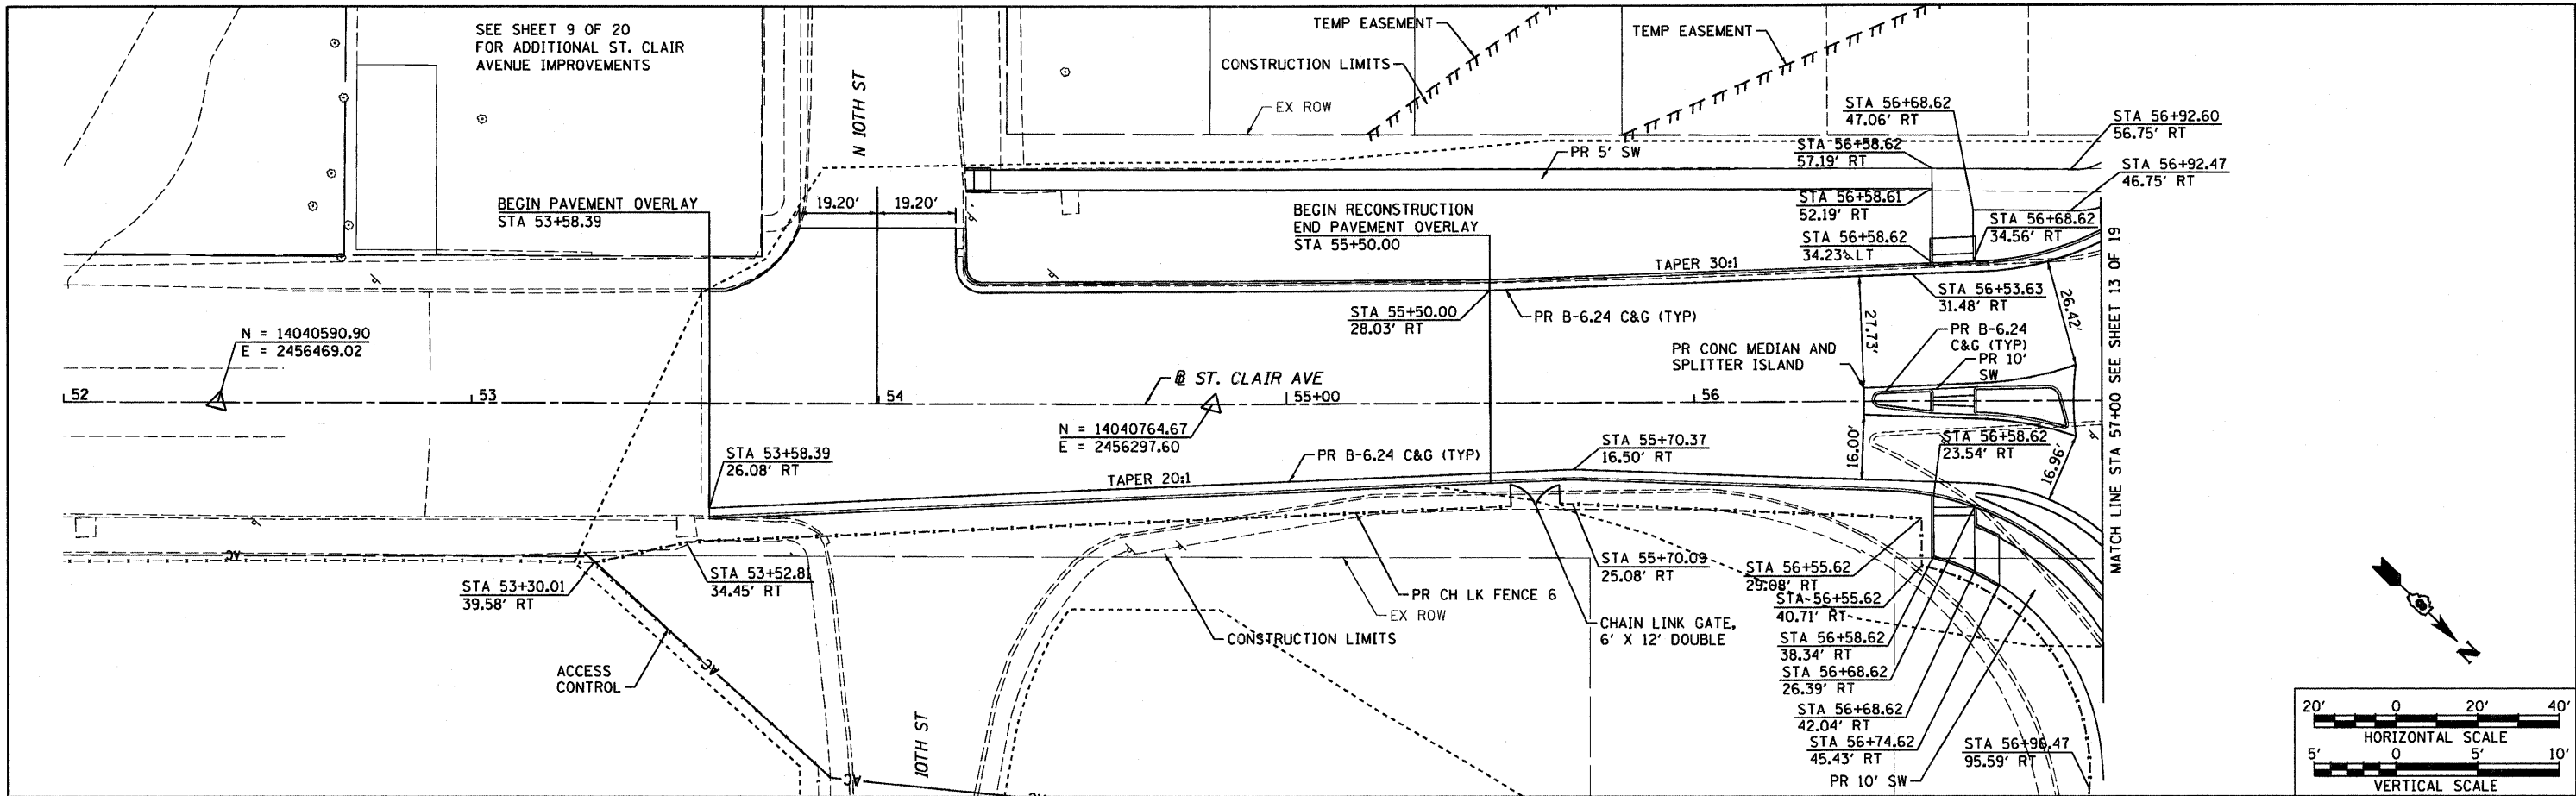 SEE SHEET 9 OF 20
FOR ADDITIONAL ST. CLAIR
AVENUE IMPROVEMENTS
N 10TH ST
TEMP EASEMENT
CONSTRUCTION LIMITS
EX ROW
TEMP EASEMENT
STA 56+68.62
47.06' RT
STA 56+92.60
56.75' RT
STA 56+58.62
57.19' RT
PR 5' SW
STA 56+92.47
46.75' RT
BEGIN PAVEMENT OVERLAY
STA 53+58.39
19.20'
19.20'
BEGIN RECONSTRUCTION
END PAVEMENT OVERLAY
STA 55+50.00
STA 56+58.61
52.19' RT
STA 56+68.62
34.56' RT
STA 56+58.62
34.23' LT
TAPER 30:1
STA 56+53.63
31.48' RT
26.42'
STA 55+50.00
28.03' RT
PR B-6.24 C&G (TYP)
27.73'
PR B-6.24
C&G (TYP)
PR 10'
SW
PR CONC MEDIAN AND
SPLITTER ISLAND
MATCH LINE STA 57+00 SEE SHEET 13 OF 19
N = 14040590.90
E = 2456469.02
52
53
54
ST. CLAIR AVE
55+00
56
N = 14040764.67
E = 2456297.60
STA 53+58.39
26.08' RT
TAPER 20:1
PR B-6.24 C&G (TYP)
STA 55+70.37
16.50' RT
16.00'
STA 56+58.62
23.54' RT
16.96'
AC
STA 53+30.01
39.58' RT
STA 53+52.81
34.45' RT
STA 55+70.09
25.08' RT
STA 56+55.62
29.08' RT
STA 56+55.62
40.71' RT
PR CH LK FENCE 6
EX ROW
CONSTRUCTION LIMITS
CHAIN LINK GATE,
6' X 12' DOUBLE
STA 56+58.62
38.34' RT
STA 56+68.62
26.39' RT
STA 56+68.62
42.04' RT
STA 56+74.62
45.43' RT
STA 56+96.47
95.59' RT
PR 10' SW
ACCESS
CONTROL
AC
AC
10TH ST
N
20' 0 20' 40'
HORIZONTAL SCALE
5' 0 5' 10'
VERTICAL SCALE